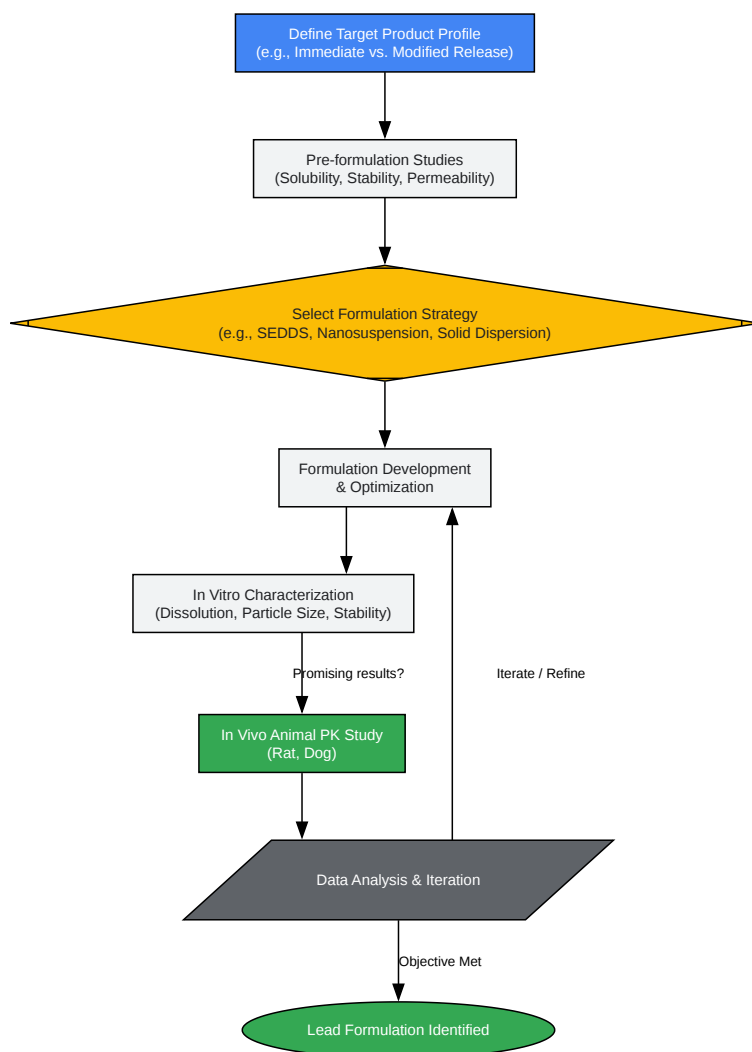 Define Target Product Profile
(e.g., Immediate vs. Modified Release)
Pre-formulation Studies
(Solubility, Stability, Permeability)
Select Formulation Strategy
(e.g., SEDDS, Nanosuspension, Solid Dispersion)
Formulation Development
& Optimization
In Vitro Characterization
(Dissolution, Particle Size, Stability)
Promising results?
Iterate / Refine
In Vivo Animal PK Study
(Rat, Dog)
Data Analysis & Iteration
Objective Met
Lead Formulation Identified